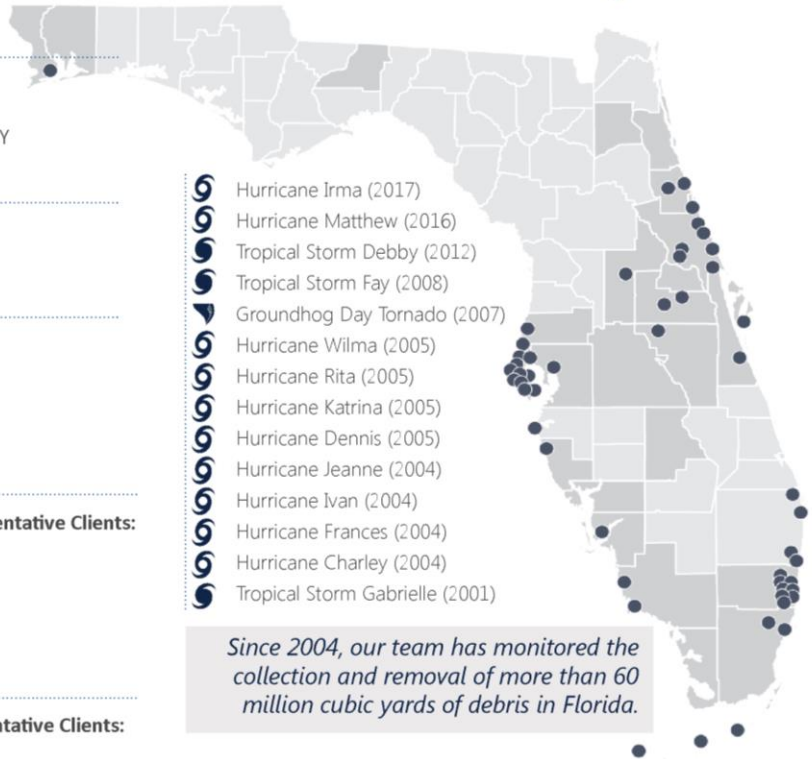 Y
Hurricane Irma (2017)
Hurricane Matthew (2016)
Tropical Storm Debby (2012)
Tropical Storm Fay (2008)
Groundhog Day Tornado (2007)
Hurricane Wilma (2005)
Hurricane Rita (2005)
Hurricane Katrina (2005)
Hurricane Dennis (2005)
Hurricane Jeanne (2004)
Hurricane Ivan (2004)
Hurricane Frances (2004)
Hurricane Charley (2004)
Tropical Storm Gabrielle (2001)
entative Clients:
Since 2004, our team has monitored the
collection and removal of more than 60
million cubic yards of debris in Florida.
ntative Clients: